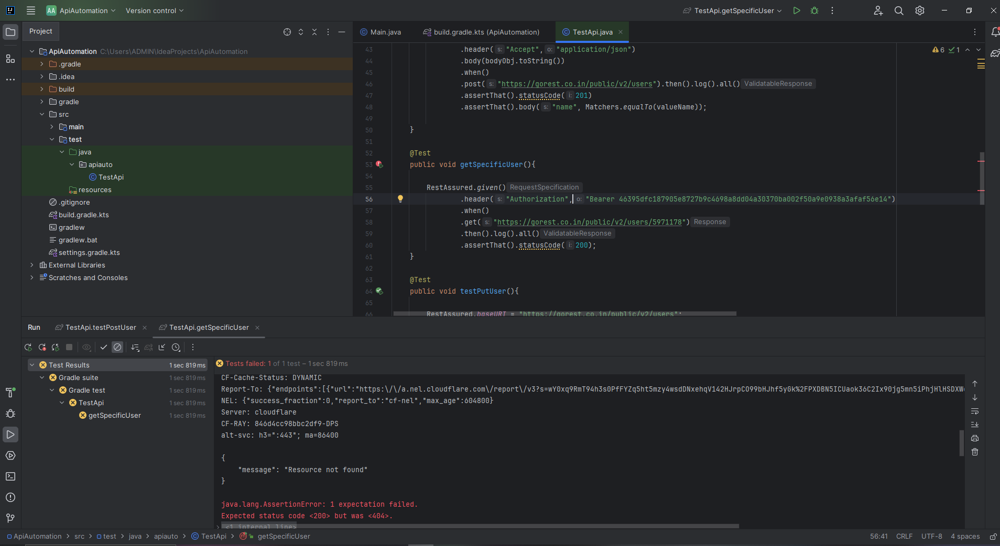 AA ApiAutomation Version control TestApi.getSpecificUser
Project
Main.java build.gradle.kts (ApiAutomation) TestApi.java
ApiAutomation C:\Users\ADMIN\IdeaProjects\ApiAutomation
.gradle
.idea
build
gradle
src
main
test
java
apiauto
TestApi
resources
.gitignore
build.gradle.kts
gradlew
gradlew.bat
settings.gradle.kts
External Libraries
Scratches and Consoles
6 1
43 .header( s: "Accept", o: "application/json")
44 .body(bodyObj.toString())
45 .when()
46 .post( s: "https://gorest.co.in/public/v2/users").then().log().all() ValidatableResponse
47 .assertThat().statusCode( i: 201)
48 .assertThat().body( s: "name", Matchers.equalTo(valueName));
49
50 }
51
52 @Test
53 public void getSpecificUser(){
54
55 RestAssured.given() RequestSpecification
56 .header( s: "Authorization", o: "Bearer 46395dfc187905e8727b9c4698a8dd04a30370ba002f50a9e0938a3afaf56e14")
57 .when()
58 .get( s: "https://gorest.co.in/public/v2/users/5971178") Response
59 .then().log().all() ValidatableResponse
60 .assertThat().statusCode( i: 200);
61 }
62
63 @Test
64 public void testPutUser(){
65
66 RestAssured.baseURI = "https://gorest.co.in/public/v2/users";
Run TestApi.testPostUser TestApi.getSpecificUser
Test Results 1 sec 819 ms
Gradle suite 1 sec 819 ms
Gradle test 1 sec 819 ms
TestApi 1 sec 819 ms
getSpecificUser 1 sec 819 ms
Tests failed: 1 of 1 test – 1 sec 819 ms
CF-Cache-Status: DYNAMIC
Report-To: {"endpoints":[{"url":"https:\/\/a.nel.cloudflare.com\/report\/v3?s=wY0xq9RmT94h3s0PfFYZq5ht5mzy4wsdDNxehqV142HJrpCO99bHJhf5yGk%2FPXDBN5ICUaok36C2Ix90jg5mn5iPhjHlHSDXW
NEL: {"success_fraction":0,"report_to":"cf-nel","max_age":604800}
Server: cloudflare
CF-RAY: 846d4cc98bbc2df9-DPS
alt-svc: h3=":443"; ma=86400
{
"message": "Resource not found"
}
java.lang.AssertionError: 1 expectation failed.
Expected status code <200> but was <404>.
<1 internal line>
ApiAutomation > src > test > java > apiauto > TestApi > getSpecificUser
56:41 CRLF UTF-8 4 spaces